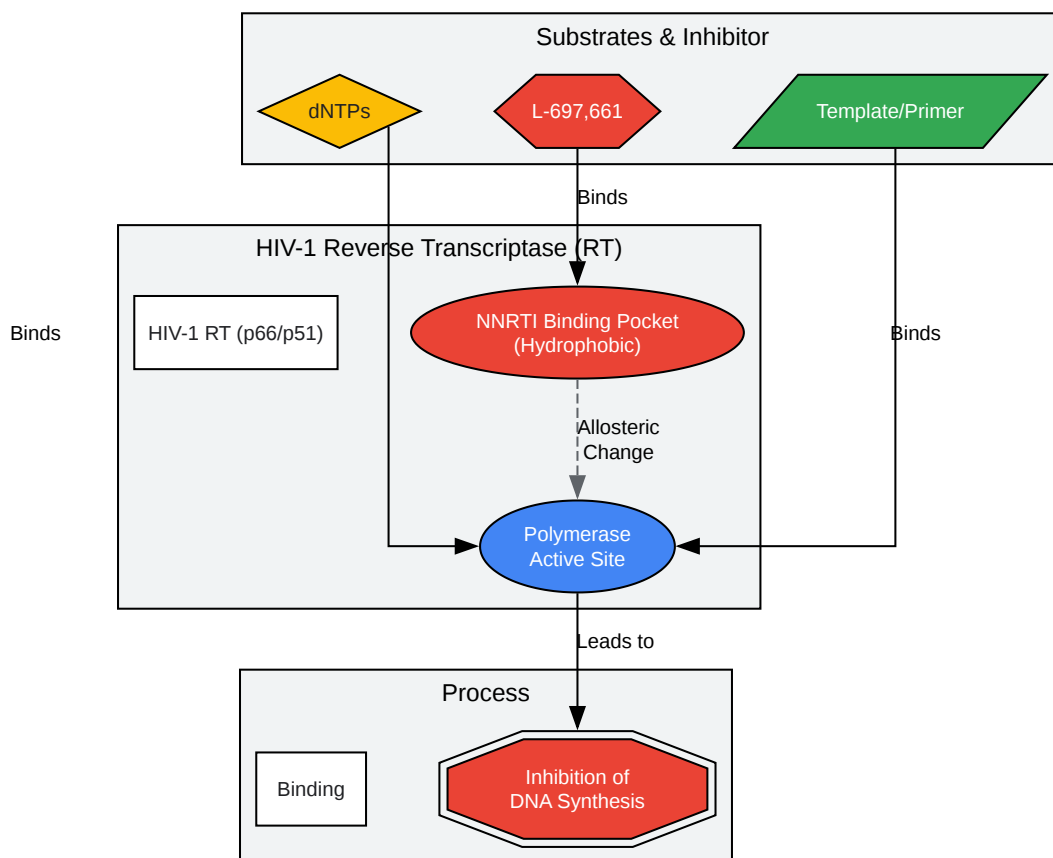 Substrates & Inhibitor
dNTPs
L-697,661
Template/Primer
Binds
HIV-1 Reverse Transcriptase (RT)
Binds
HIV-1 RT (p66/p51)
NNRTI Binding Pocket
(Hydrophobic)
Binds
Allosteric
Change
Polymerase
Active Site
Leads to
Process
Binding
Inhibition of
DNA Synthesis